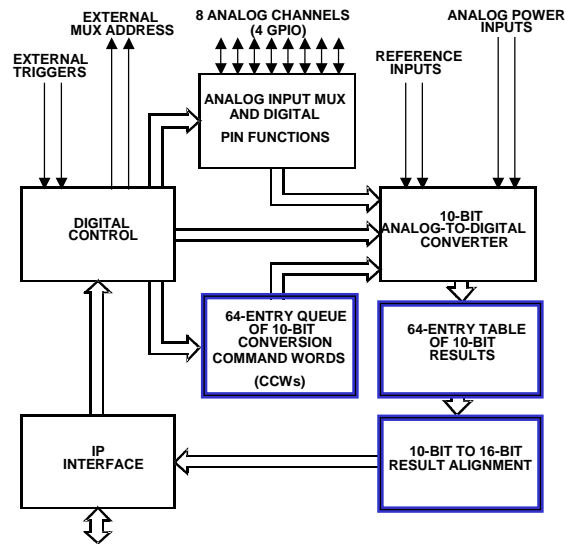 EXTERNAL
MUX ADDRESS
8 ANALOG CHANNELS
(4 GPIO)
ANALOG POWER
INPUTS
EXTERNAL
TRIGGERS
REFERENCE
INPUTS
ANALOG INPUT MUX
AND DIGITAL
PIN FUNCTIONS
DIGITAL
CONTROL
10-BIT
ANALOG-TO-DIGITAL
CONVERTER
64-ENTRY QUEUE
OF 10-BIT
CONVERSION
COMMAND WORDS
(CCWs)
64-ENTRY TABLE
OF 10-BIT
RESULTS
IP
INTERFACE
10-BIT TO 16-BIT
RESULT ALIGNMENT